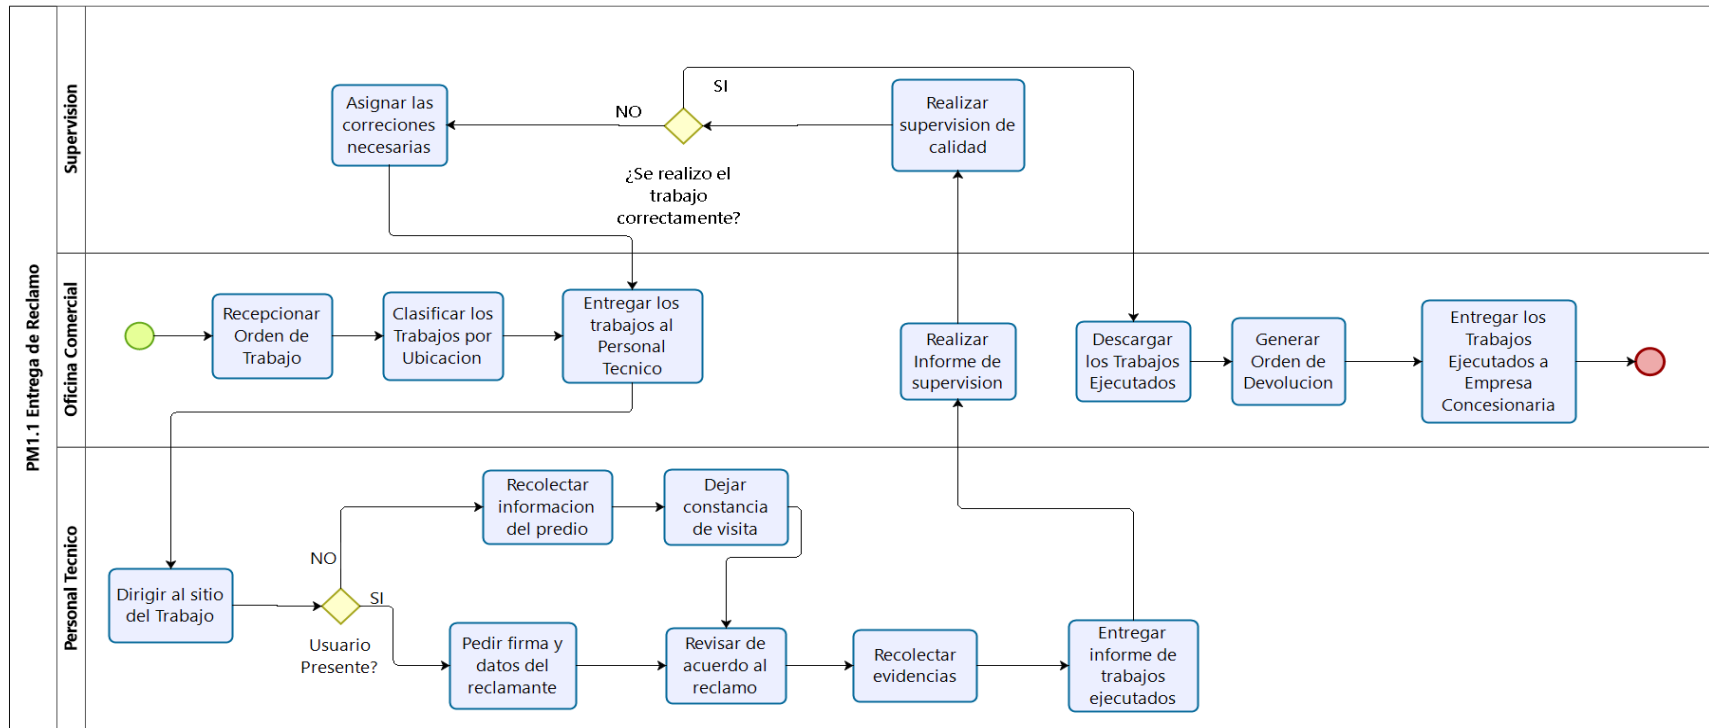 PM1.1 Entrega de Reclamo
Supervision
Asignar las
correciones
necesarias
NO
SI
¿Se realizo el
trabajo
correctamente?
Realizar
supervision de
calidad
Oficina Comercial
Recepcionar
Orden de
Trabajo
Clasificar los
Trabajos por
Ubicacion
Entregar los
trabajos al
Personal
Tecnico
Realizar
Informe de
supervision
Descargar
los Trabajos
Ejecutados
Generar
Orden de
Devolucion
Entregar los
Trabajos
Ejecutados a
Empresa
Concesionaria
Personal Tecnico
Dirigir al sitio
del Trabajo
NO
SI
Usuario
Presente?
Recolectar
informacion
del predio
Dejar
constancia
de visita
Pedir firma y
datos del
reclamante
Revisar de
acuerdo al
reclamo
Recolectar
evidencias
Entregar
informe de
trabajos
ejecutados